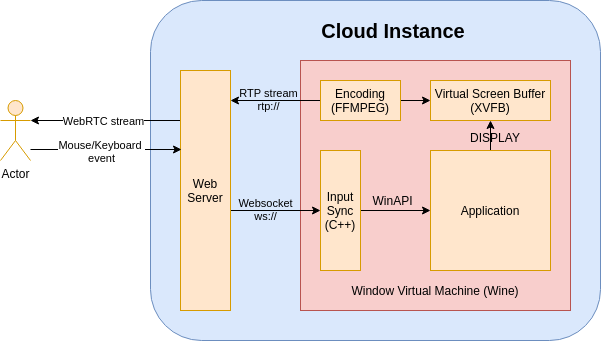 Cloud Instance
RTP stream
rtp://
Encoding
(FFMPEG)
Virtual Screen Buffer
(XVFB)
WebRTC stream
DISPLAY
Mouse/Keyboard
event
Actor
Web
Server
Websocket
ws://
Input
Sync
(C++)
WinAPI
Application
Window Virtual Machine (Wine)